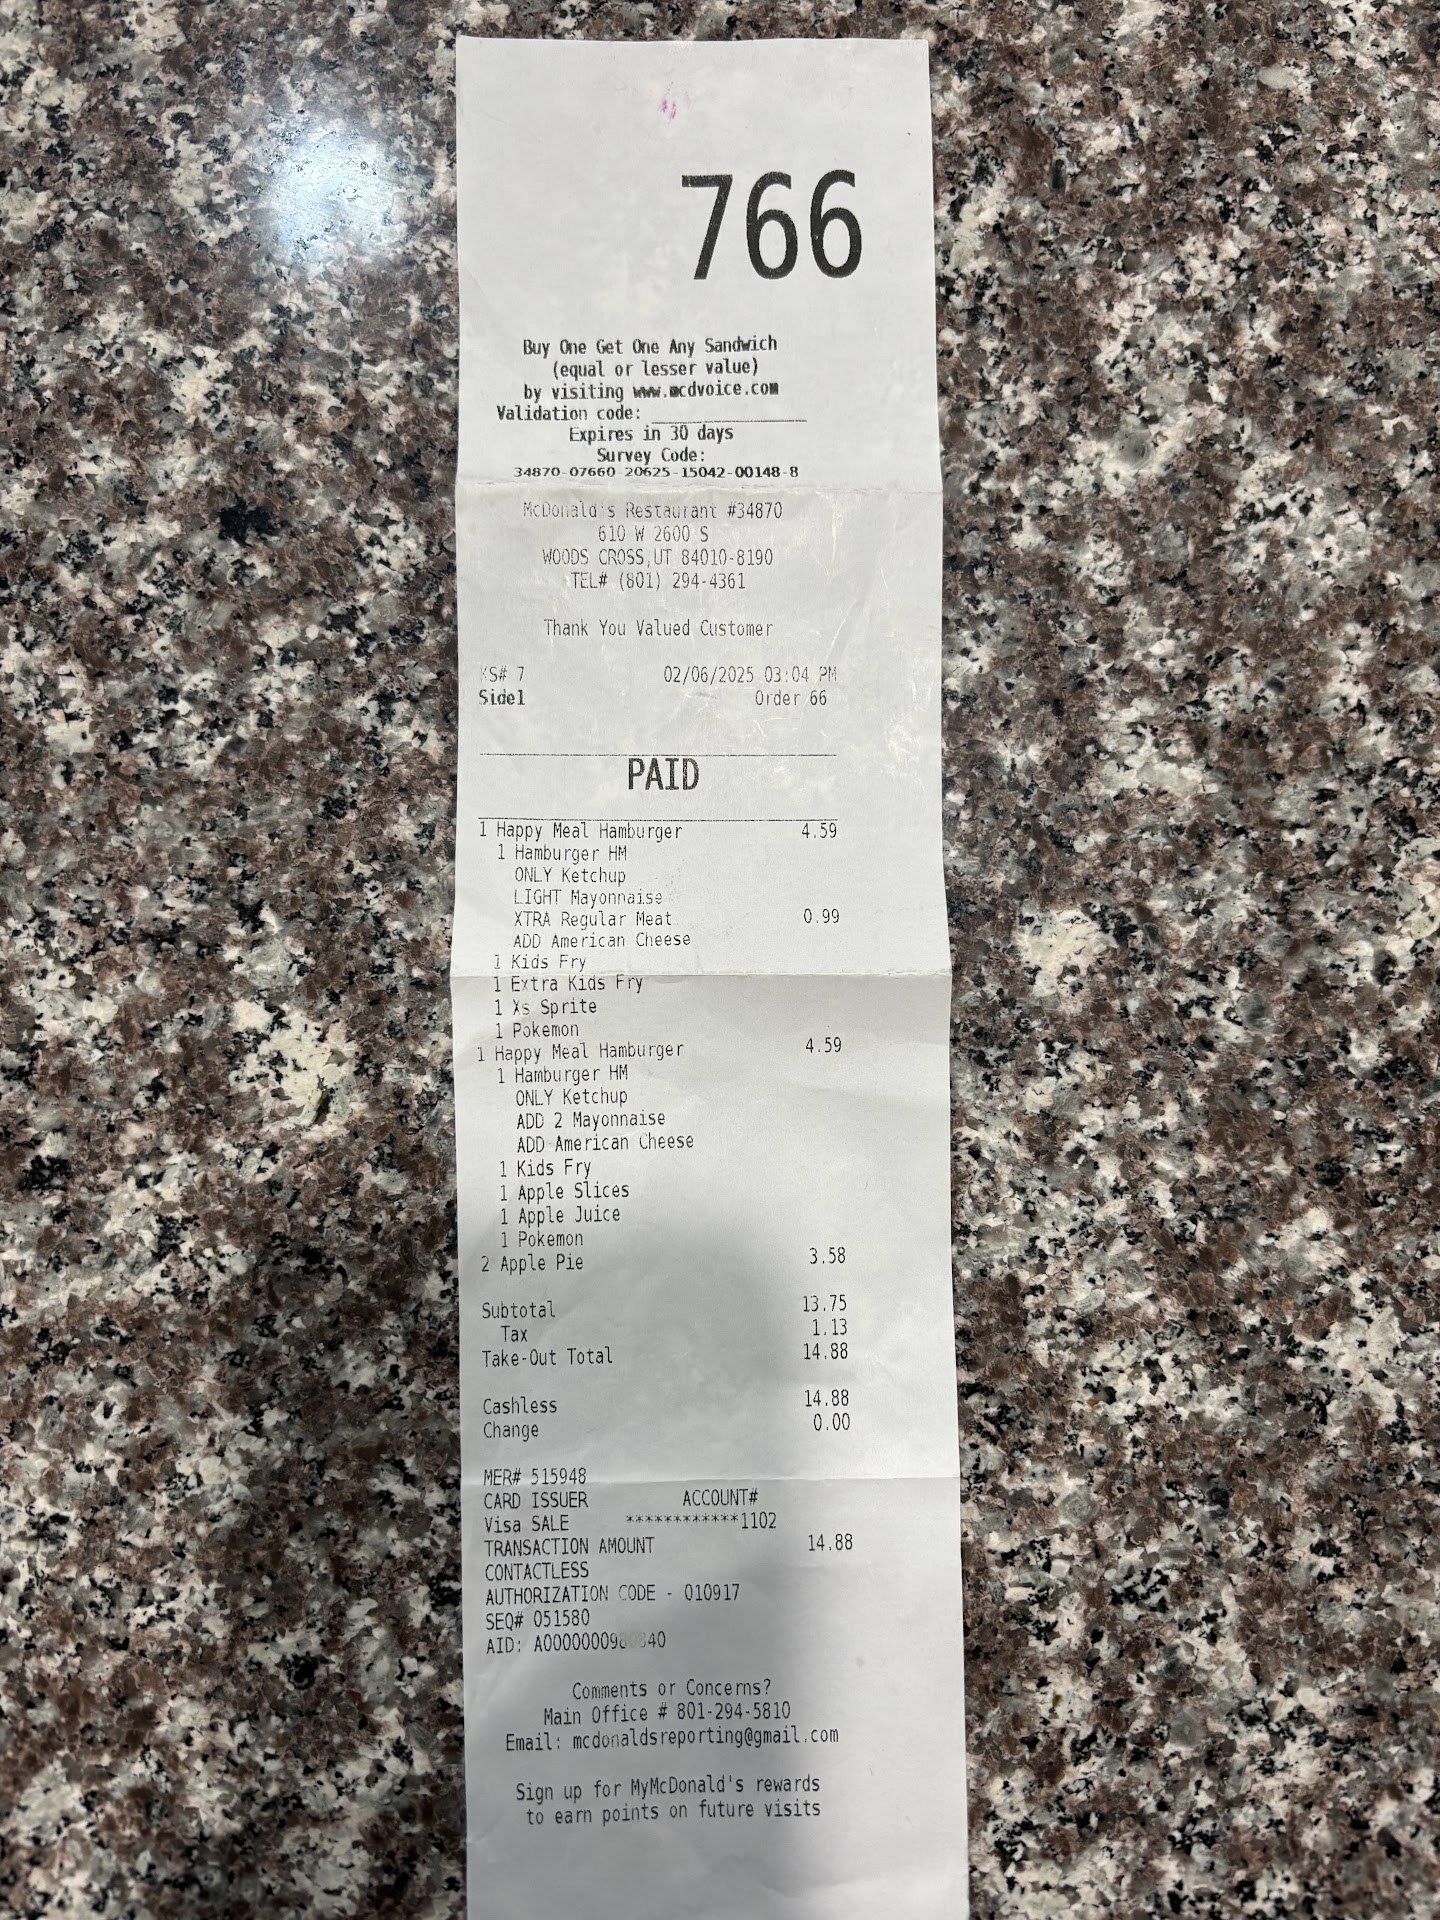 766
Buy One Get One Any Sandwich
(equal or lesser value)
by visiting www.mcdvoice.com
Validation code: ____________
Expires in 30 days
Survey Code:
34870-07660-20625-15042-00148-8
McDonald's Restaurant #34870
610 W 2600 S
WOODS CROSS,UT 84010-8190
TEL# (801) 294-4361
Thank You Valued Customer
KS# 7 02/06/2025 03:04 PM
Side1 Order 66
PAID
1 Happy Meal Hamburger 4.59
1 Hamburger HM
ONLY Ketchup
LIGHT Mayonnaise
XTRA Regular Meat 0.99
ADD American Cheese
1 Kids Fry
1 Extra Kids Fry
1 Xs Sprite
1 Pokemon
1 Happy Meal Hamburger 4.59
1 Hamburger HM
ONLY Ketchup
ADD 2 Mayonnaise
ADD American Cheese
1 Kids Fry
1 Apple Slices
1 Apple Juice
1 Pokemon
2 Apple Pie 3.58
Subtotal 13.75
Tax 1.13
Take-Out Total 14.88
Cashless 14.88
Change 0.00
MER# 515948
CARD ISSUER ACCOUNT#
Visa SALE ************1102
TRANSACTION AMOUNT 14.88
CONTACTLESS
AUTHORIZATION CODE - 010917
SEQ# 051580
AID:
Comments or Concerns?
Main Office # 801-294-5810
Email: mcdonaldsreporting@gmail.com
Sign up for MyMcDonald's rewards
to earn points on future visits